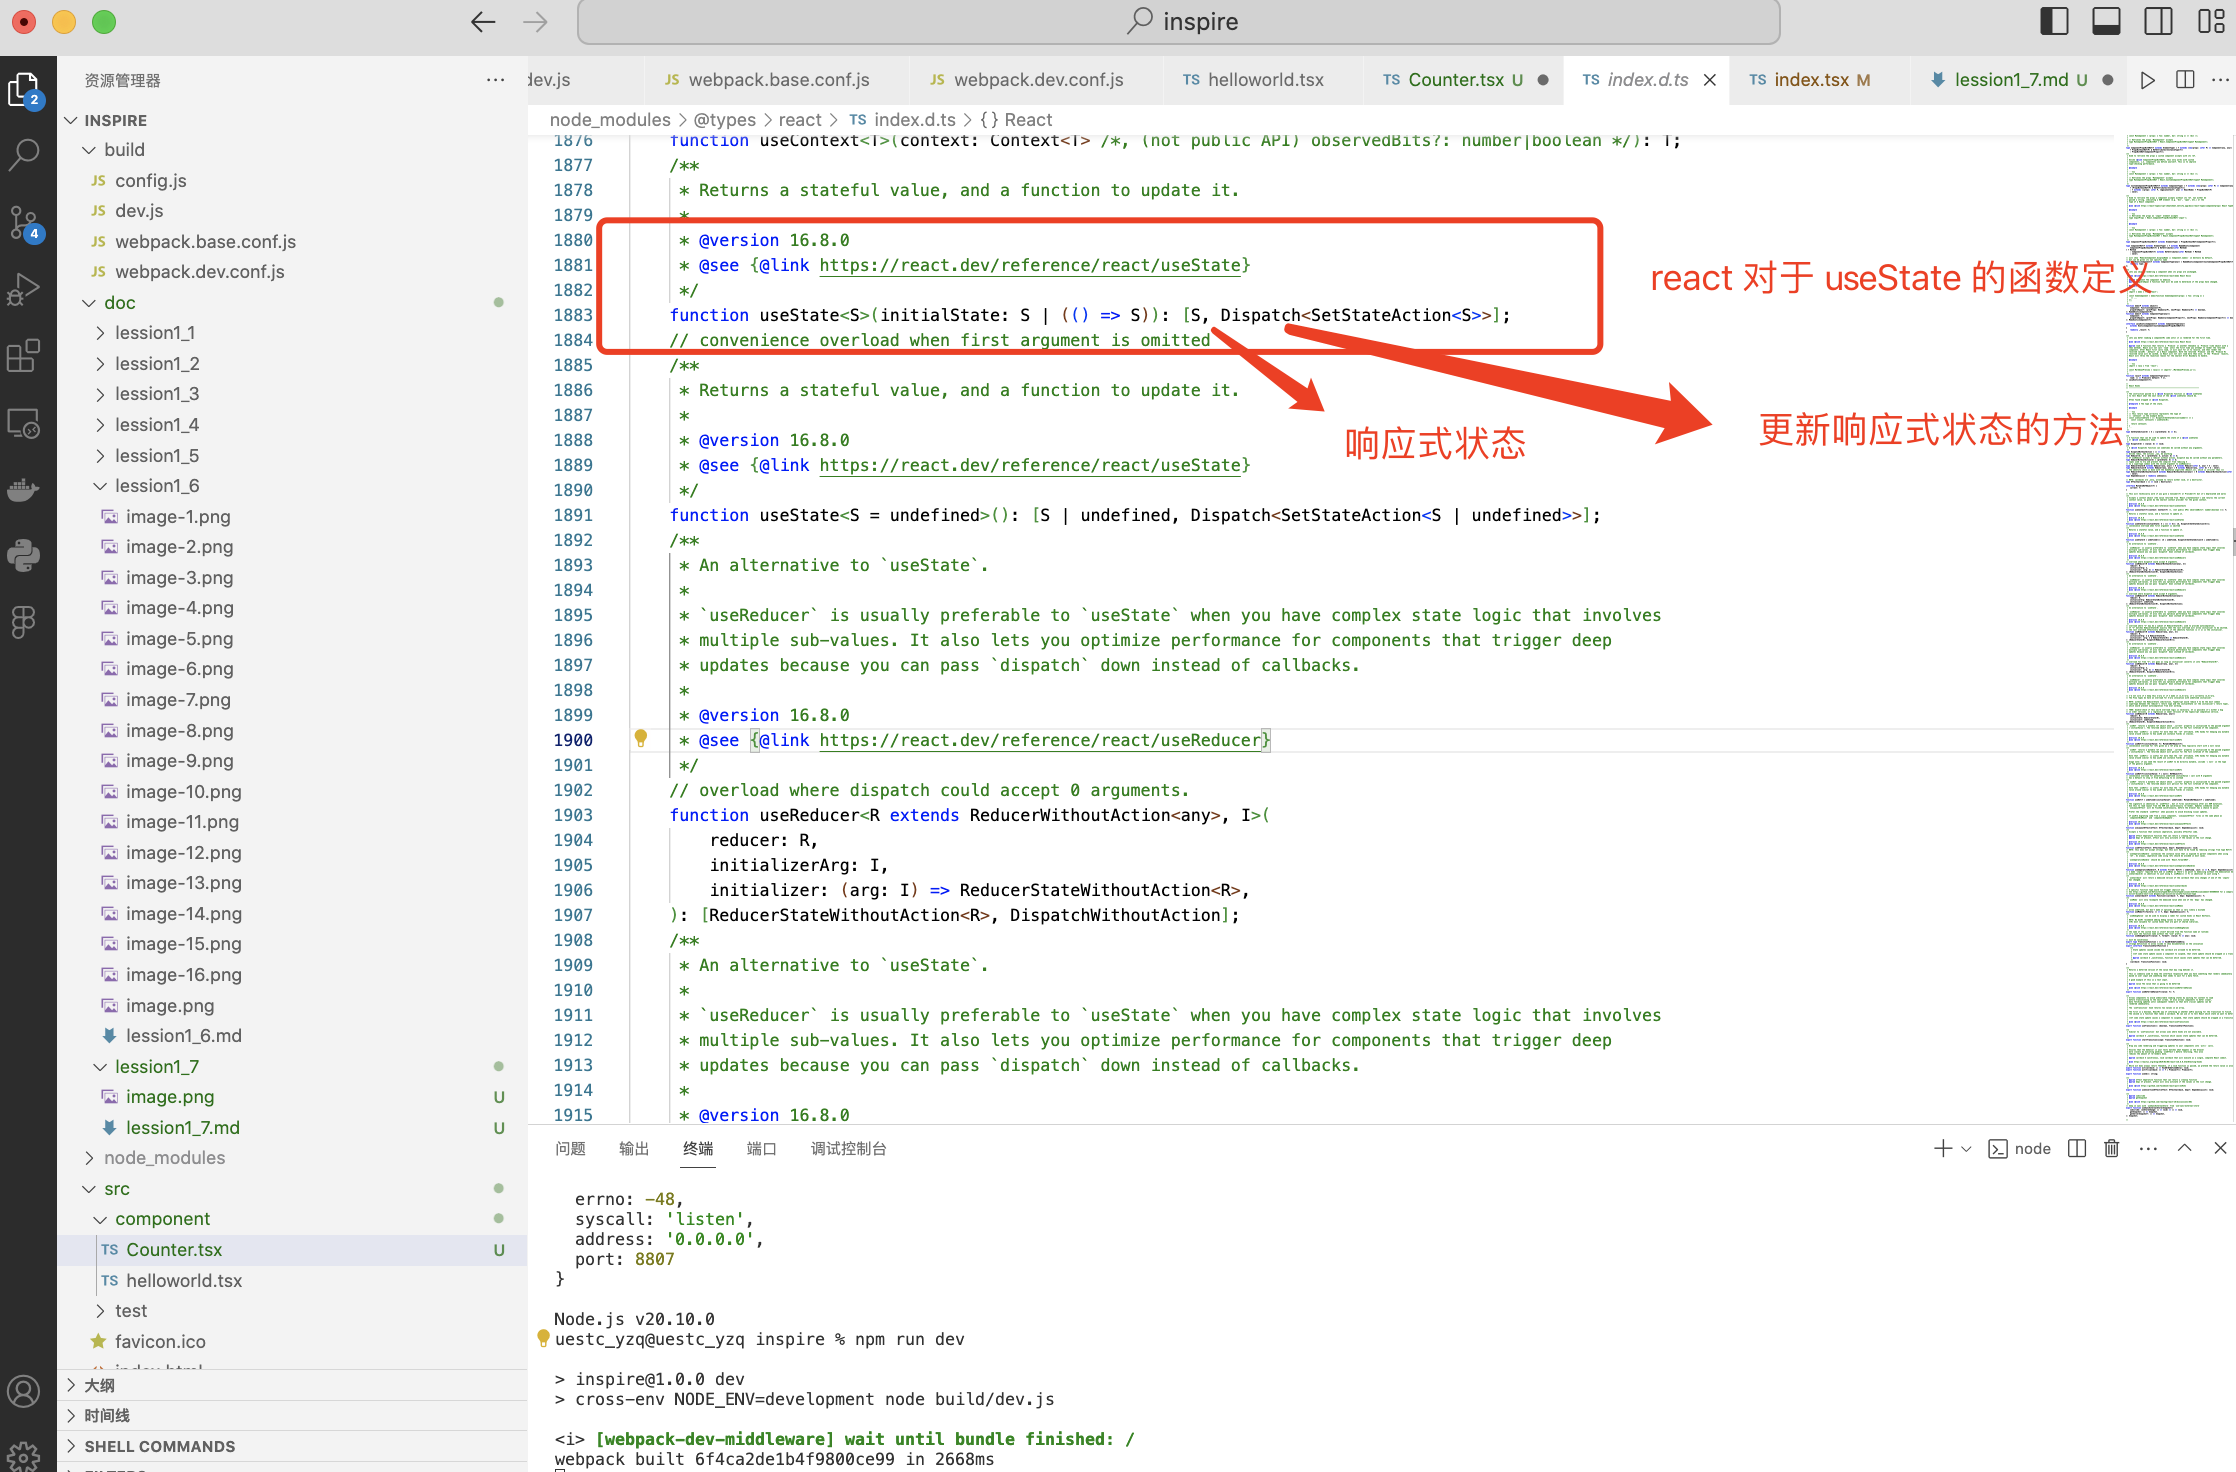 inspire
资源管理器
dev.js
JS webpack.base.conf.js
JS webpack.dev.conf.js
TS helloworld.tsx
TS Counter.tsx U
TS index.d.ts
TS index.tsx M
lession1_7.md U
2
4
INSPIRE
build
JS config.js
JS dev.js
JS webpack.base.conf.js
JS webpack.dev.conf.js
doc
lession1_1
lession1_2
lession1_3
lession1_4
lession1_5
lession1_6
image-1.png
image-2.png
image-3.png
image-4.png
image-5.png
image-6.png
image-7.png
image-8.png
image-9.png
image-10.png
image-11.png
image-12.png
image-13.png
image-14.png
image-15.png
image-16.png
image.png
lession1_6.md
lession1_7
image.png U
lession1_7.md U
node_modules
src
component
TS Counter.tsx U
TS helloworld.tsx
test
favicon.ico
index.html
大纲
时间线
SHELL COMMANDS
node_modules > @types > react > TS index.d.ts > {} React
1876 function useContext<T>(context: Context<T> /*, (not public API) observedBits?: number|boolean */): T;
1877 /**
1878 * Returns a stateful value, and a function to update it.
1879 *
1880 * @version 16.8.0
1881 * @see {@link https://react.dev/reference/react/useState}
1882 */
1883 function useState<S>(initialState: S | (() => S)): [S, Dispatch<SetStateAction<S>>];
1884 // convenience overload when first argument is omitted
1885 /**
1886 * Returns a stateful value, and a function to update it.
1887 *
1888 * @version 16.8.0
1889 * @see {@link https://react.dev/reference/react/useState}
1890 */
1891 function useState<S = undefined>(): [S | undefined, Dispatch<SetStateAction<S | undefined>>];
1892 /**
1893 * An alternative to `useState`.
1894 *
1895 * `useReducer` is usually preferable to `useState` when you have complex state logic that involves
1896 * multiple sub-values. It also lets you optimize performance for components that trigger deep
1897 * updates because you can pass `dispatch` down instead of callbacks.
1898 *
1899 * @version 16.8.0
1900 * @see {@link https://react.dev/reference/react/useReducer}
1901 */
1902 // overload where dispatch could accept 0 arguments.
1903 function useReducer<R extends ReducerWithoutAction<any>, I>(
1904 reducer: R,
1905 initializerArg: I,
1906 initializer: (arg: I) => ReducerStateWithoutAction<R>,
1907 ): [ReducerStateWithoutAction<R>, DispatchWithoutAction];
1908 /**
1909 * An alternative to `useState`.
1910 *
1911 * `useReducer` is usually preferable to `useState` when you have complex state logic that involves
1912 * multiple sub-values. It also lets you optimize performance for components that trigger deep
1913 * updates because you can pass `dispatch` down instead of callbacks.
1914 *
1915 * @version 16.8.0
react 对于 useState 的函数定义
响应式状态
更新响应式状态的方法
问题 输出 终端 端口 调试控制台
node
errno: -48,
syscall: 'listen',
address: '0.0.0.0',
port: 8807
}
Node.js v20.10.0
uestc_yzq@uestc_yzq inspire % npm run dev
> inspire@1.0.0 dev
> cross-env NODE_ENV=development node build/dev.js
<i> [webpack-dev-middleware] wait until bundle finished: /
webpack built 6f4ca2de1b4f9800ce99 in 2668ms